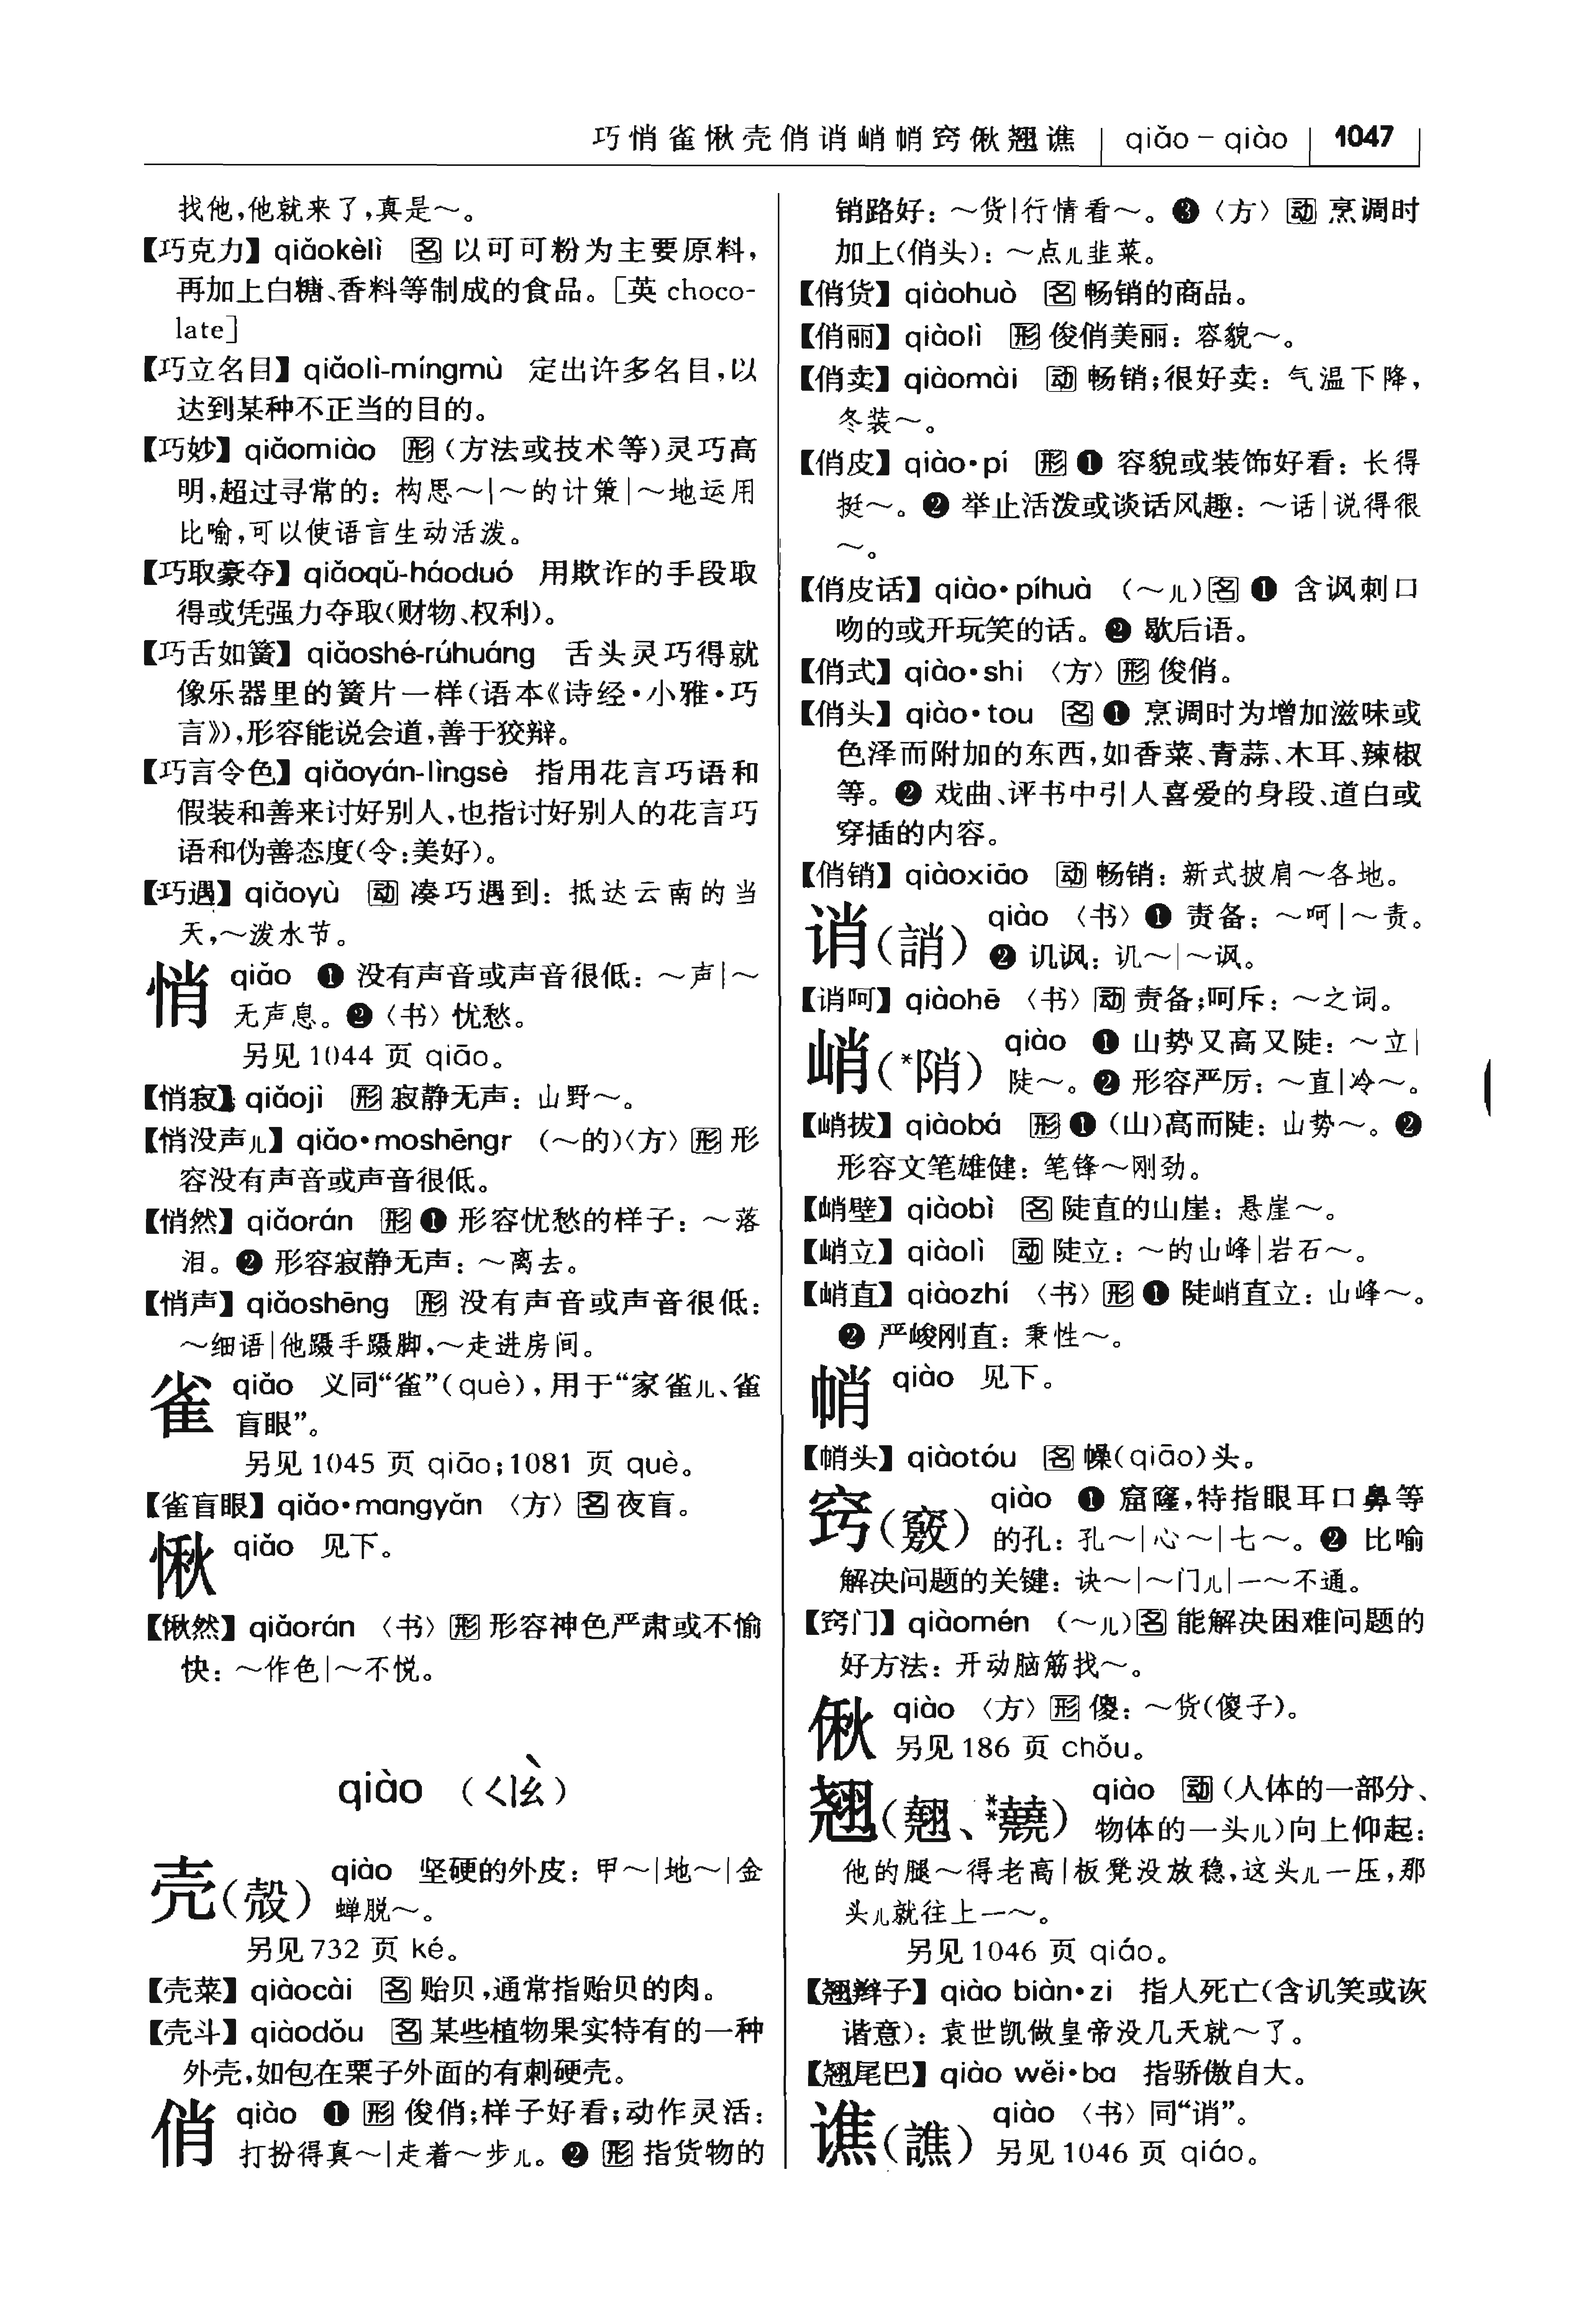 巧悄雀愀壳俏诮峭帩窍偢翘谯 qiǎo – qiào 1047
找他，他就来了，真是～。
【巧克力】qiǎokèlì 名 以可可粉为主要原料，
再加上白糖、香料等制成的食品。［英 choco-
late］
【巧立名目】qiǎolì-míngmù 定出许多名目，以
达到某种不正当的目的。
【巧妙】qiǎomiào 形（方法或技术等）灵巧高
明，超过寻常的：构思～|～的计策|～地运用
比喻，可以使语言生动活泼。
【巧取豪夺】qiǎoqǔ-háoduó 用欺诈的手段取
得或凭强力夺取（财物、权利）。
【巧舌如簧】qiǎoshé-rúhuáng 舌头灵巧得就
像乐器里的簧片一样（语本《诗经·小雅·巧
言》），形容能说会道，善于狡辩。
【巧言令色】qiǎoyán-lìngsè 指用花言巧语和
假装和善来讨好别人，也指讨好别人的花言巧
语和伪善态度（令：美好）。
【巧遇】qiǎoyù 动 凑巧遇到：抵达云南的当
天，～泼水节。
悄 qiǎo ❶ 没有声音或声音很低：～声|～
无声息。❷〈书〉忧愁。
另见1044 页 qiāo。
【悄寂】qiǎojì 形 寂静无声：山野～。
【悄没声儿】qiǎo•moshēngr （～的）〈方〉形 形
容没有声音或声音很低。
【悄然】qiǎorán 形 ❶ 形容忧愁的样子：～落
泪。❷ 形容寂静无声：～离去。
【悄声】qiǎoshēng 形 没有声音或声音很低：
～细语|他蹑手蹑脚，～走进房间。
雀 qiǎo 义同“雀”（què），用于“家雀儿、雀
盲眼”。
另见1045 页 qiāo；1081 页 què。
【雀盲眼】qiǎo•mangyǎn 〈方〉名 夜盲。
愀 qiǎo 见下。
【愀然】qiǎorán 〈书〉形 形容神色严肃或不愉
快：～作色|～不悦。
qiào （ㄑㄧㄠˋ）
壳（殼） qiào 坚硬的外皮：甲～|地～|金
蝉脱～。
另见732 页 ké。
【壳菜】qiàocài 名 贻贝，通常指贻贝的肉。
【壳斗】qiàodǒu 名 某些植物果实特有的一种
外壳，如包在栗子外面的有刺硬壳。
俏 qiào ❶ 形 俊俏；样子好看；动作灵活：
打扮得真～|走着～步儿。❷ 形 指货物的
销路好：～货|行情看～。❸〈方〉动 烹调时
加上（俏头）：～点儿韭菜。
【俏货】qiàohuò 名 畅销的商品。
【俏丽】qiàolì 形 俊俏美丽：容貌～。
【俏卖】qiàomài 动 畅销；很好卖：气温下降，
冬装～。
【俏皮】qiào•pí 形 ❶ 容貌或装饰好看：长得
挺～。❷ 举止活泼或谈话风趣：～话|说得很
～。
【俏皮话】qiào•píhuà （～儿）名 ❶ 含讽刺口
吻的或开玩笑的话。❷ 歇后语。
【俏式】qiào•shi 〈方〉形 俊俏。
【俏头】qiào•tou 名 ❶ 烹调时为增加滋味或
色泽而附加的东西，如香菜、青蒜、木耳、辣椒
等。❷ 戏曲、评书中引人喜爱的身段、道白或
穿插的内容。
【俏销】qiàoxiāo 动 畅销：新式披肩～各地。
诮（誚） qiào 〈书〉❶ 责备：～呵|～责。
❷ 讥讽：讥～|～讽。
【诮呵】qiàohē 〈书〉动 责备；呵斥：～之词。
峭（*陗） qiào ❶ 山势又高又陡：～立|
陡～。❷ 形容严厉：～直|冷～。
【峭拔】qiàobá 形 ❶（山）高而陡：山势～。❷
形容文笔雄健：笔锋～刚劲。
【峭壁】qiàobì 名 陡直的山崖：悬崖～。
【峭立】qiàolì 动 陡立：～的山峰|岩石～。
【峭直】qiàozhí 〈书〉形 ❶ 陡峭直立：山峰～。
❷ 严峻刚直：秉性～。
帩 qiào 见下。
【帩头】qiàotóu 名 幧（qiāo）头。
窍（竅） qiào ❶ 窟窿，特指眼耳口鼻等
的孔：孔～|心～|七～。❷ 比喻
解决问题的关键：诀～|～门儿|一～不通。
【窍门】qiàomén （～儿）名 能解决困难问题的
好方法：开动脑筋找～。
偢 qiào 〈方〉形 傻：～货（傻子）。
另见186 页 chǒu。
翘（翹、**藭） qiào 动（人体的一部分、
物体的一头儿）向上仰起：
他的腿～得老高|板凳没放稳，这头儿一压，那
头儿就往上一～。
另见1046 页 qiáo。
【翘辫子】qiào biàn•zi 指人死亡（含讥笑或诙
谐意）：袁世凯做皇帝没几天就～了。
【翘尾巴】qiào wěi•ba 指骄傲自大。
谯（譙） qiào 〈书〉同“诮”。
另见1046 页 qiáo。